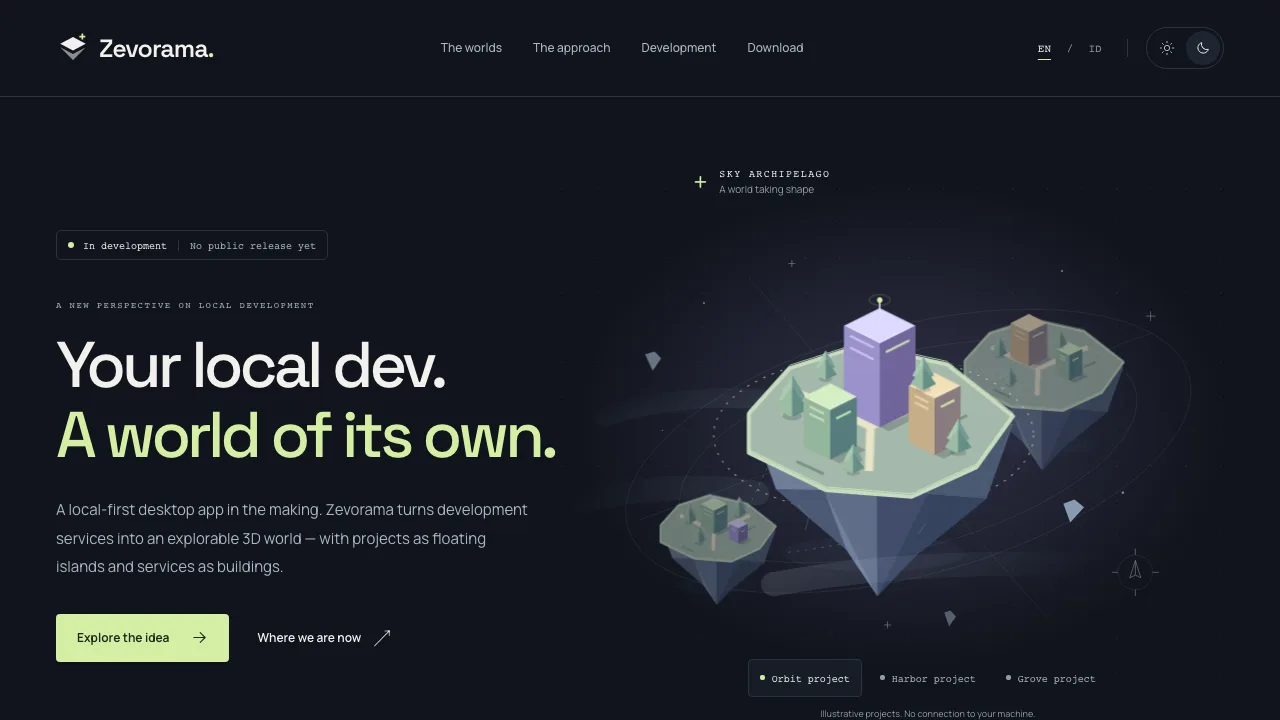 Zevorama.
The worlds
The approach
Development
Download
EN / ID
SKY ARCHIPELAGO
A world taking shape
In development
No public release yet
A NEW PERSPECTIVE ON LOCAL DEVELOPMENT
Your local dev.
A world of its own.
A local-first desktop app in the making. Zevorama turns development
services into an explorable 3D world — with projects as floating
islands and services as buildings.
Explore the idea
Where we are now
Orbit project
Harbor project
Grove project
Illustrative projects. No connection to your machine.